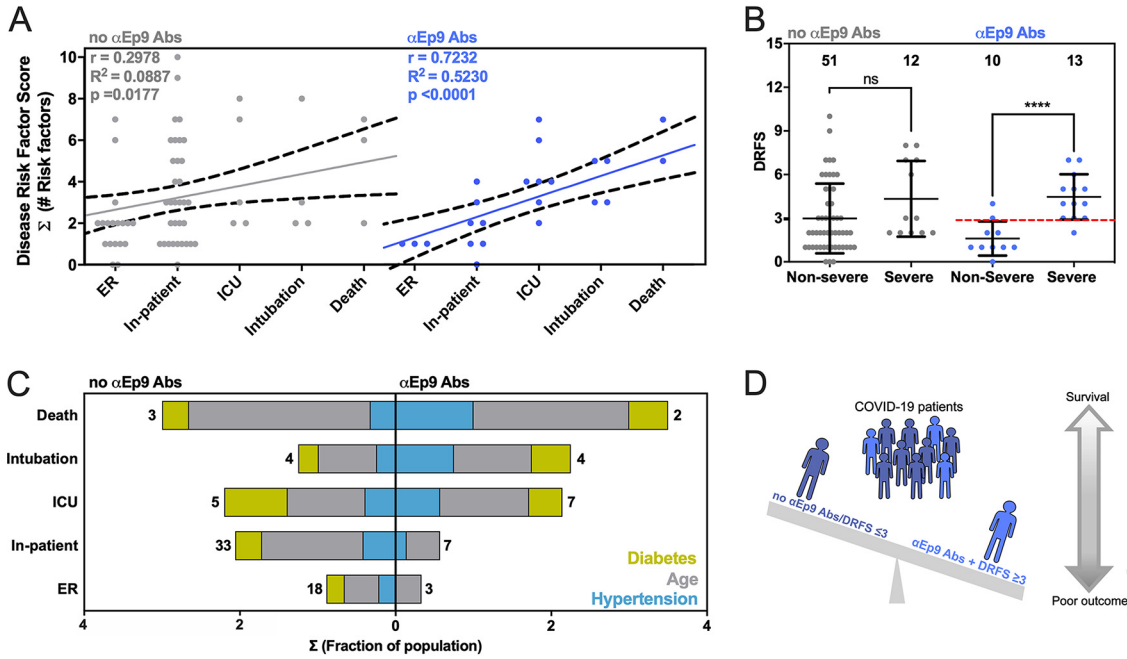 A
no αEp9 Abs
r = 0.2978
R² = 0.0887
p =0.0177
αEp9 Abs
r = 0.7232
R² = 0.5230
p <0.0001
Disease Risk Factor Score
Σ (# Risk factors)
10
8
6
4
2
0
ER
In-patient
ICU
Intubation
Death
ER
In-patient
ICU
Intubation
Death
B
no αEp9 Abs
αEp9 Abs
DRFS
15
12
9
6
3
0
51
12
10
13
ns
****
Non-severe
Severe
Non-severe
Severe
C
no αEp9 Abs
αEp9 Abs
Death
3
2
Intubation
4
4
ICU
5
7
In-patient
33
7
ER
18
3
Diabetes
Age
Hypertension
4
2
0
2
4
Σ (Fraction of population)
D
COVID-19 patients
no αEp9 Abs/DRFS ≤3
αEp9 Abs + DRFS ≥3
Survival
Poor outcome